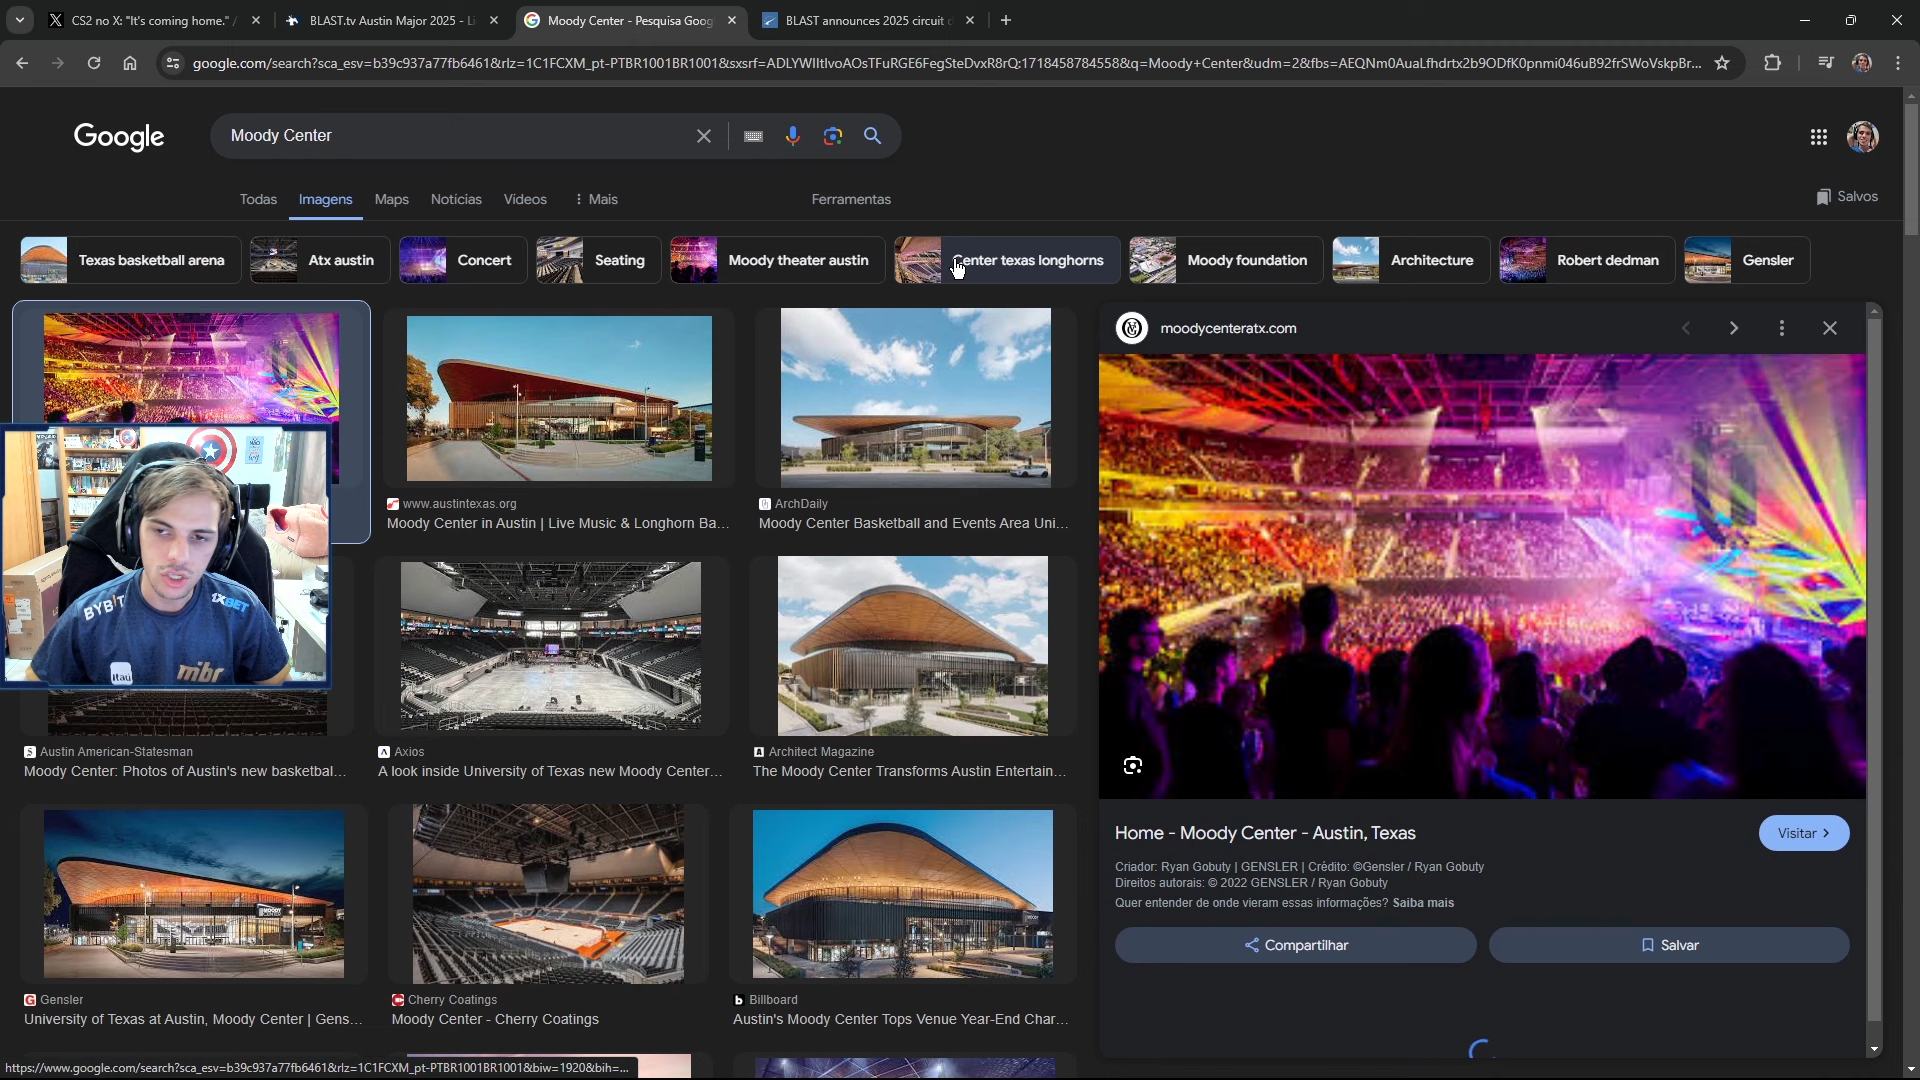 CS2 no X: "It's coming home." /
BLAST.tv Austin Major 2025 - Li
Moody Center - Pesquisa Goog
BLAST announces 2025 circuit d
google.com/search?sca_esv=b39c937a77fb6461&rlz=1C1FCXM_pt-PTBR1001BR1001&sxsrf=ADLYWIItIvoAOsTFuRGE6FegSteDvxR8rQ:1718458784558&q=Moody+Center&udm=2&fbs=AEQNm0AuaLfhdrtx2b9ODfK0pnmi046uB92frSWoVskpBr...
Google
Moody Center
Todas
Imagens
Maps
Notícias
Vídeos
Mais
Ferramentas
Salvos
Texas basketball arena
Atx austin
Concert
Seating
Moody theater austin
Center texas longhorns
Moody foundation
Architecture
Robert dedman
Gensler
moodycenteratx.com
www.austintexas.org
Moody Center in Austin | Live Music & Longhorn Ba...
ArchDaily
Moody Center Basketball and Events Area Uni...
BYBIT
1XBET
Itaú
mibr
Austin American-Statesman
Moody Center: Photos of Austin's new basketbal...
Axios
A look inside University of Texas new Moody Center...
Architect Magazine
The Moody Center Transforms Austin Entertain...
Home - Moody Center - Austin, Texas
Visitar
Criador: Ryan Gobuty | GENSLER | Crédito: ©Gensler / Ryan Gobuty
Direitos autorais: © 2022 GENSLER / Ryan Gobuty
Quer entender de onde vieram essas informações? Saiba mais
Compartilhar
Salvar
MOODY
Gensler
University of Texas at Austin, Moody Center | Gens...
Cherry Coatings
Moody Center - Cherry Coatings
Billboard
Austin's Moody Center Tops Venue Year-End Char...
https://www.google.com/search?sca_esv=b39c937a77fb6461&rlz=1C1FCXM_pt-PTBR1001BR1001&biw=1920&bih=...